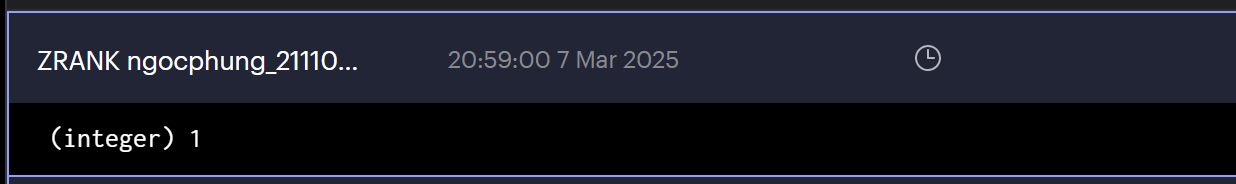 ZRANK ngocphung_21110... 20:59:00 7 Mar 2025
(integer) 1